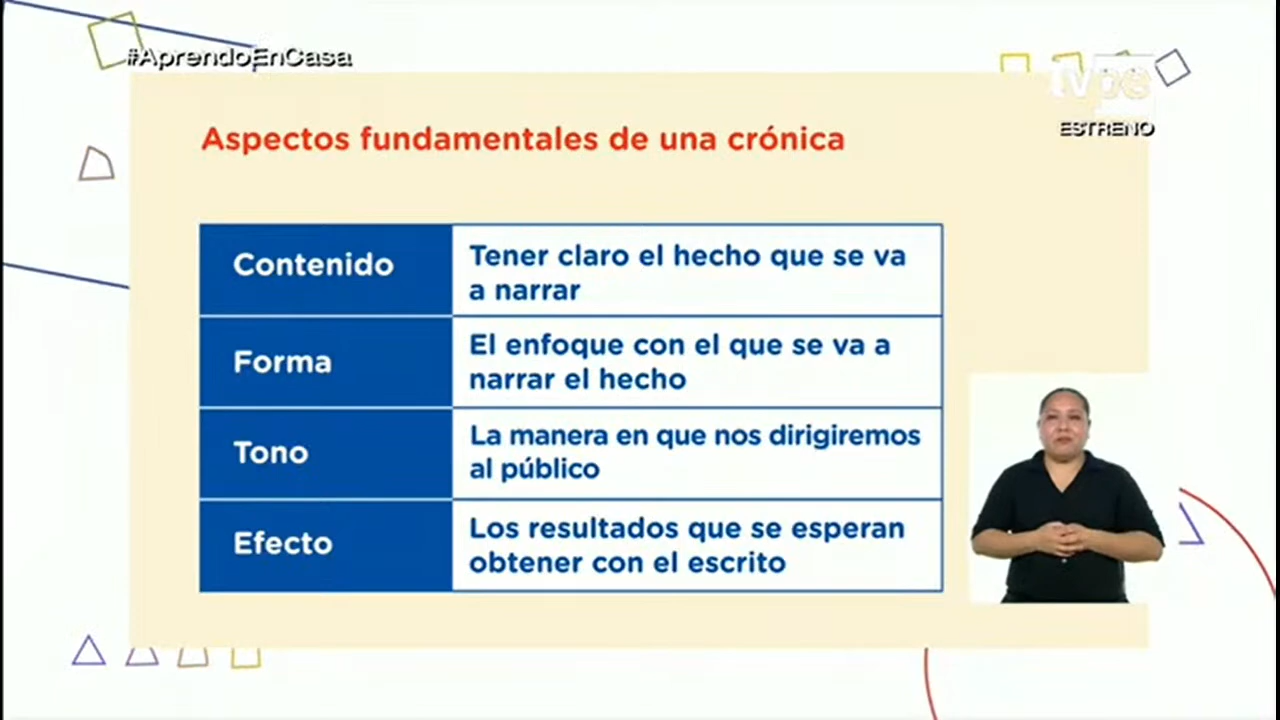 #AprendoEnCasa
tvpe
ESTRENO
Aspectos fundamentales de una crónica
Contenido
Tener claro el hecho que se va
a narrar
Forma
El enfoque con el que se va a
narrar el hecho
Tono
La manera en que nos dirigiremos
al público
Efecto
Los resultados que se esperan
obtener con el escrito